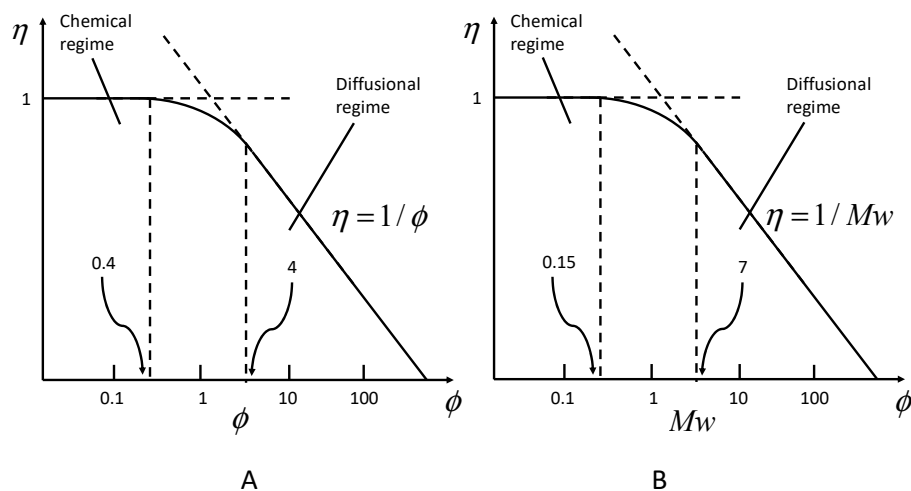 η
Chemical
regime
1
Diffusional
regime
η = 1/ϕ
0.4
4
0.1
1
10
100
ϕ
ϕ
A
η
Chemical
regime
1
Diffusional
regime
η = 1/Mw
0.15
7
0.1
1
10
100
ϕ
Mw
B